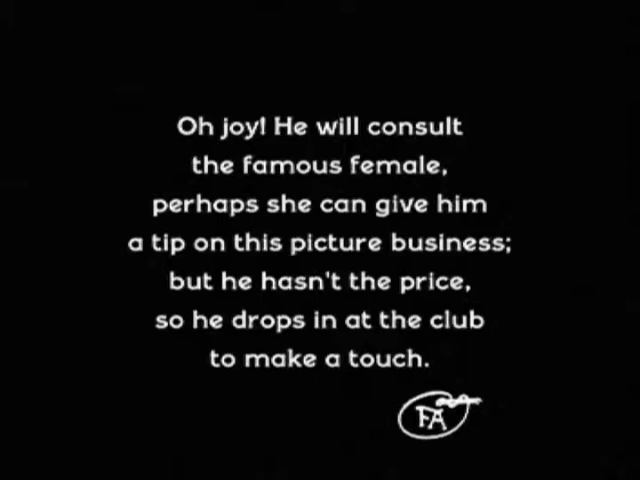 Oh joy! He will consult
the famous female,
perhaps she can give him
a tip on this picture business;
but he hasn't the price,
so he drops in at the club
to make a touch.
FA